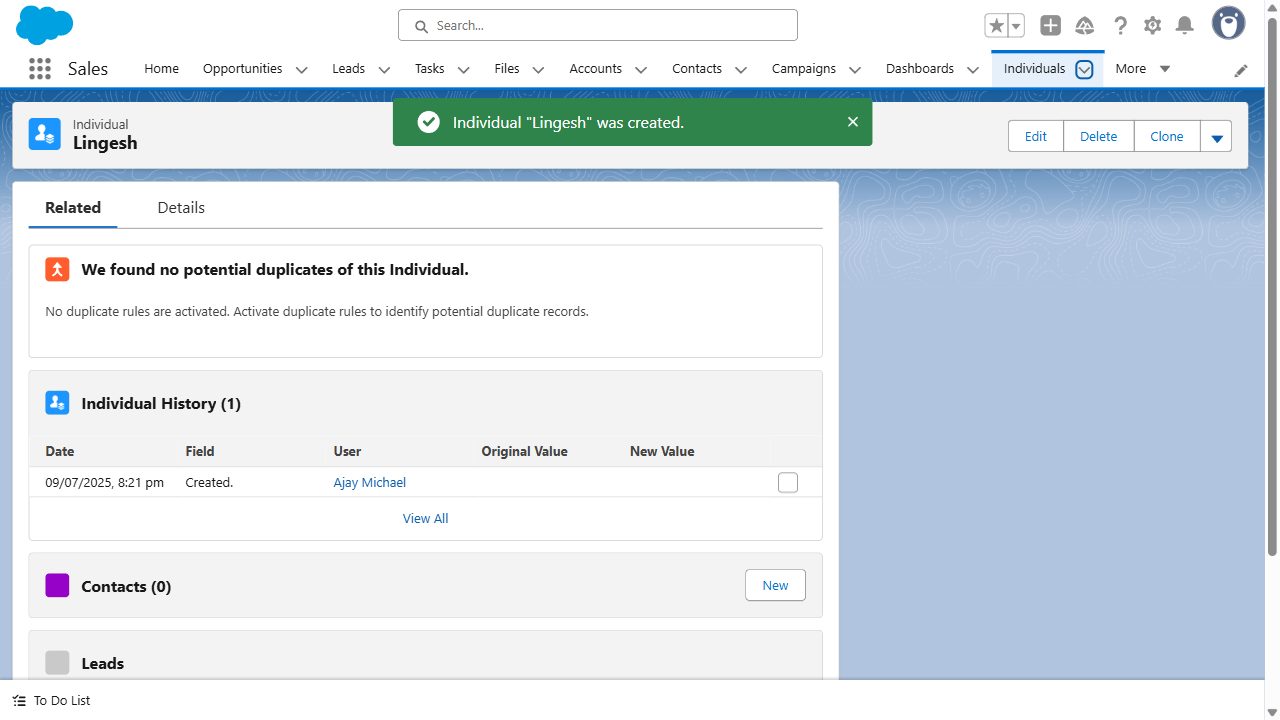 Search...
Sales
Home
Opportunities
Leads
Tasks
Files
Accounts
Contacts
Campaigns
Dashboards
Individuals
More
Individual "Lingesh" was created.
Individual
Lingesh
Edit
Delete
Clone
Related
Details
We found no potential duplicates of this Individual.
No duplicate rules are activated. Activate duplicate rules to identify potential duplicate records.
Individual History (1)
Date Field User Original Value New Value
09/07/2025, 8:21 pm Created. Ajay Michael
View All
Contacts (0)
New
Leads
To Do List